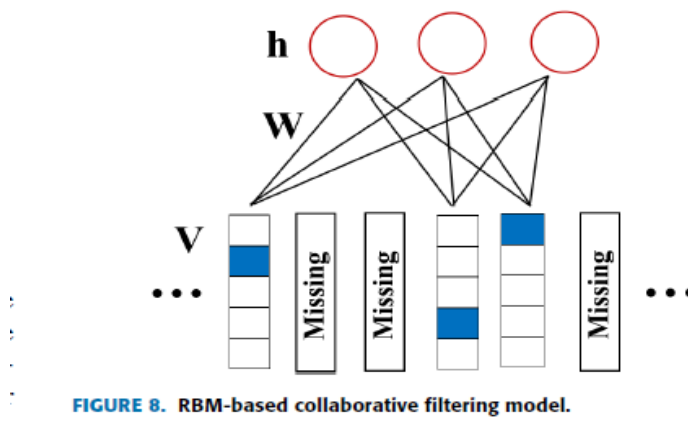 h
W
V
Missing
Missing
Missing
... ...
FIGURE 8. RBM-based collaborative filtering model.